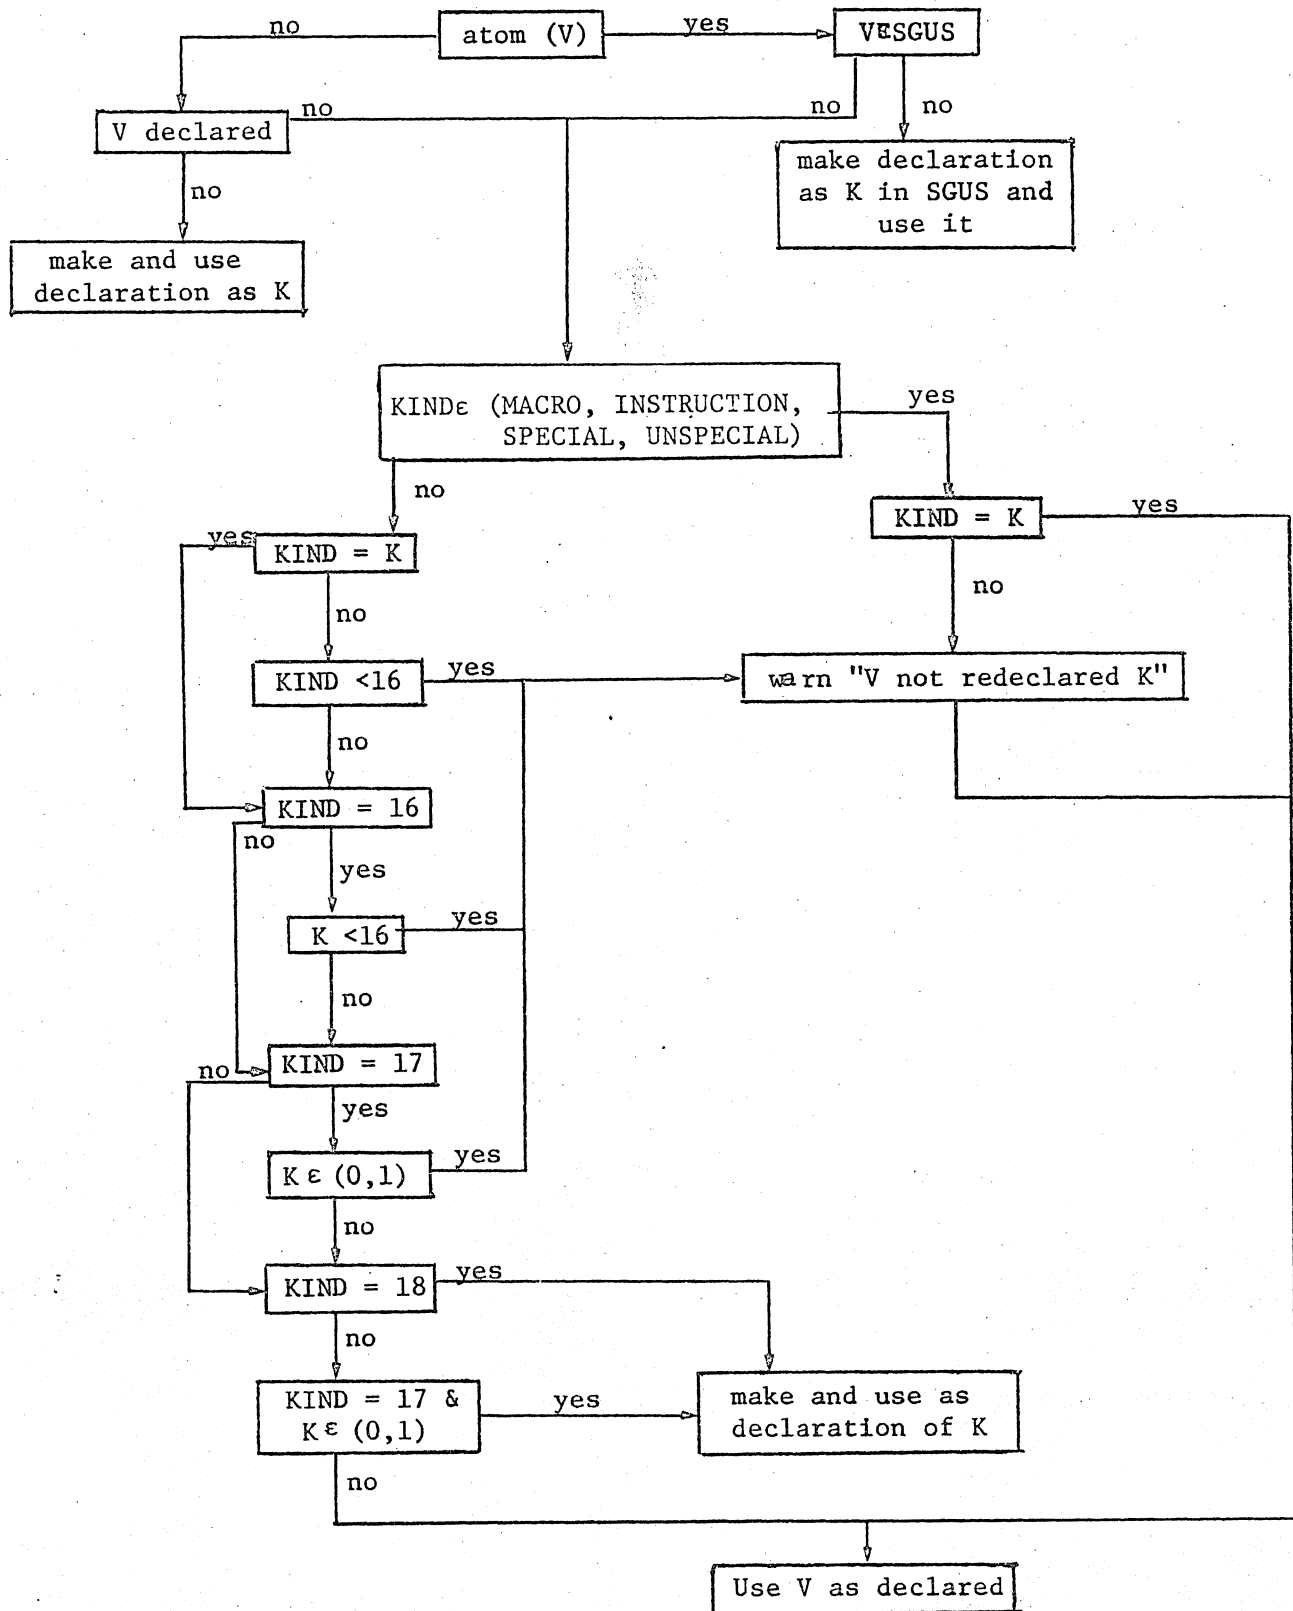 no
atom (V)
yes
VεSGUS
V declared
no
no
no
no
make declaration
as K in SGUS and
use it
make and use
declaration as K
KINDε (MACRO, INSTRUCTION,
SPECIAL, UNSPECIAL)
yes
no
KIND = K
yes
yes
KIND = K
no
no
KIND <16
yes
warn "V not redeclared K"
no
KIND = 16
no
yes
K <16
yes
no
KIND = 17
no
yes
K ε (0,1)
yes
no
KIND = 18
yes
no
KIND = 17 &
K ε (0,1)
yes
make and use as
declaration of K
no
Use V as declared